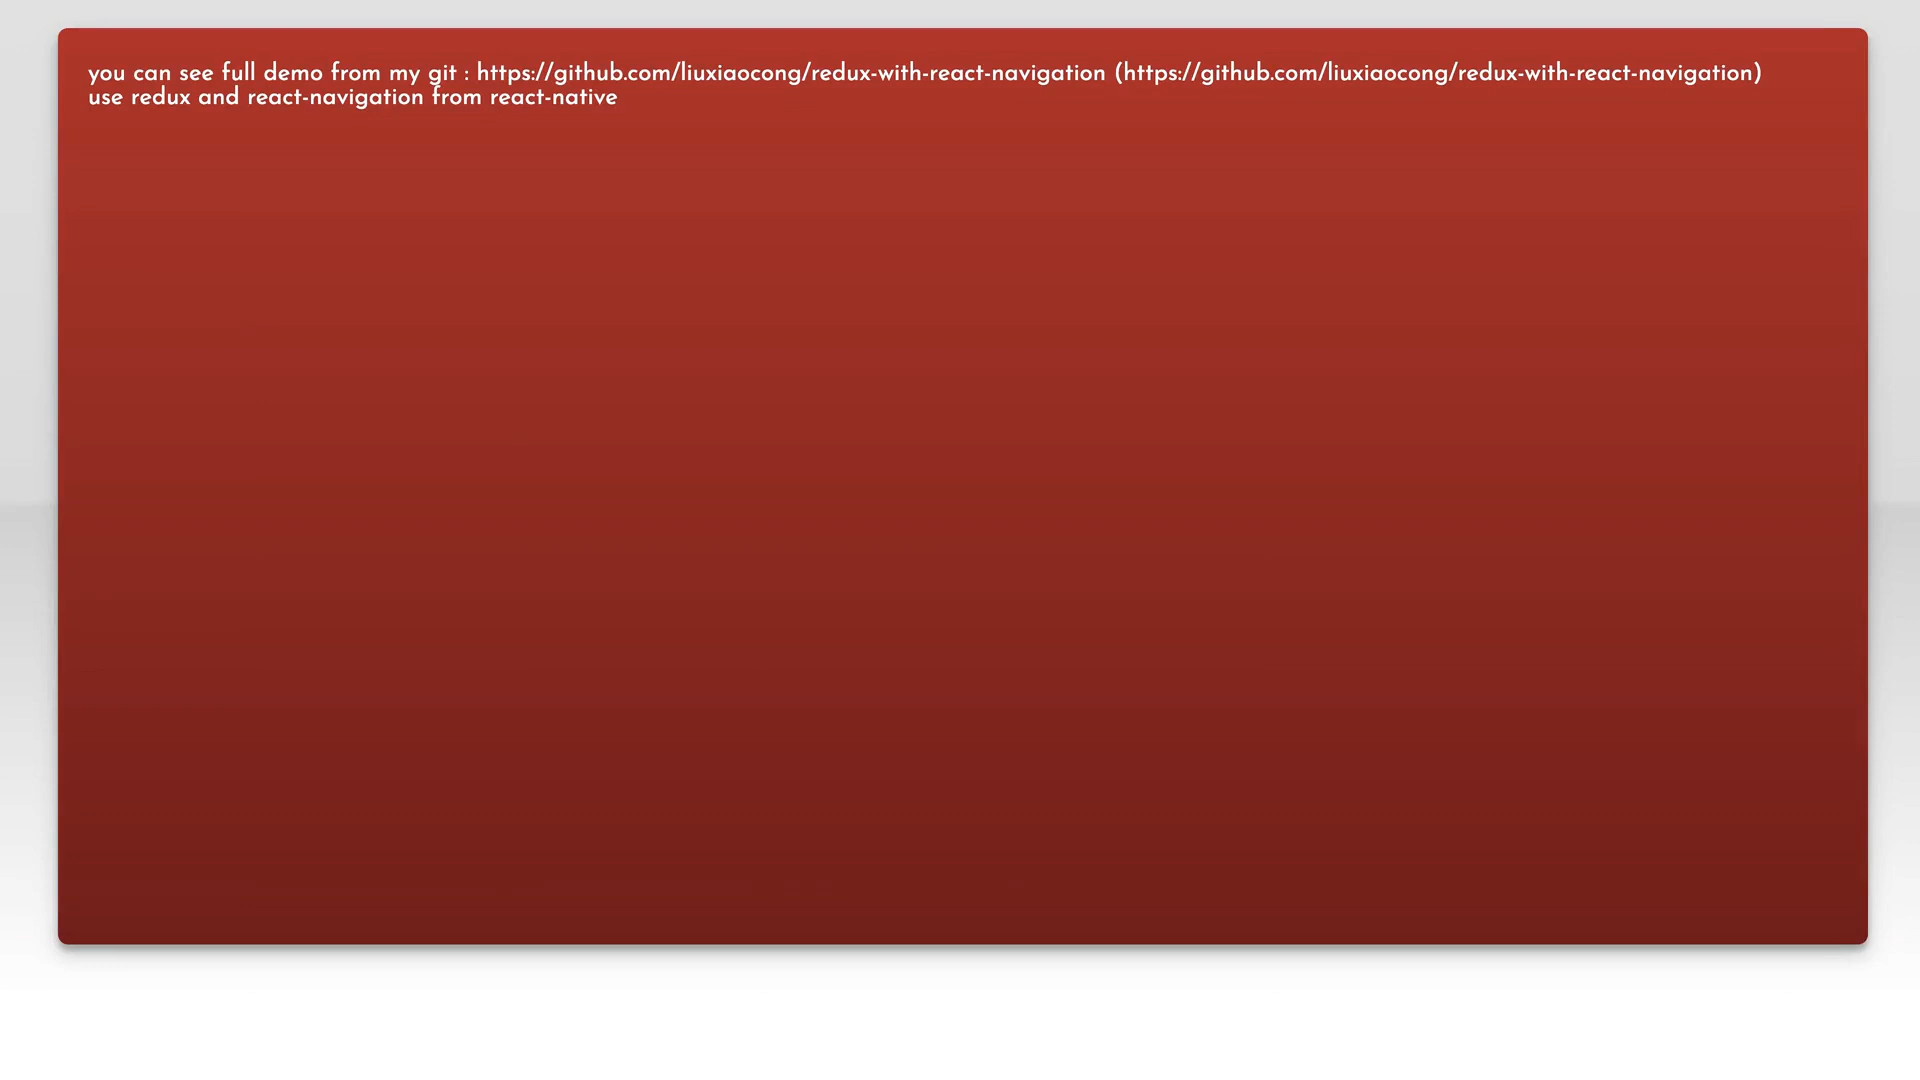 you can see full demo from my git : https://github.com/liuxiaocong/redux-with-react-navigation (https://github.com/liuxiaocong/redux-with-react-navigation)
use redux and react-navigation from react-native